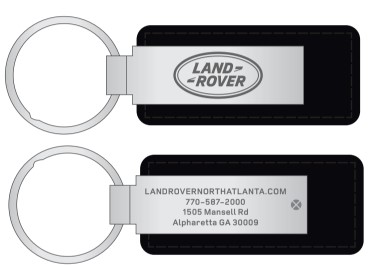 LAND
ROVER
LANDROVERNORTHATLANTA.COM
770-587-2000
1505 Mansell Rd
Alpharetta GA 30009